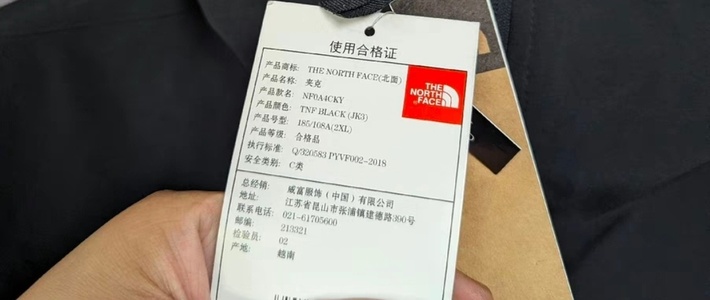 使用合格证
产品商标: THE NORTH FACE(北面)
产品名称: 夹克
产品款名: NF0A4CKY
产品颜色: TNF BLACK (JK3)
产品号型: 185/108A(2XL)
产品等级: 合格品
执行标准: Q/320583 PYVF002-2018
安全类别: C类
THE
NORTH
FACE
总经销: 威富服饰（中国）有限公司
地址: 江苏省昆山市张浦镇建德路300号
联系电话: 021-61705600
邮编: 213321
检验员: 02
产地: 越南